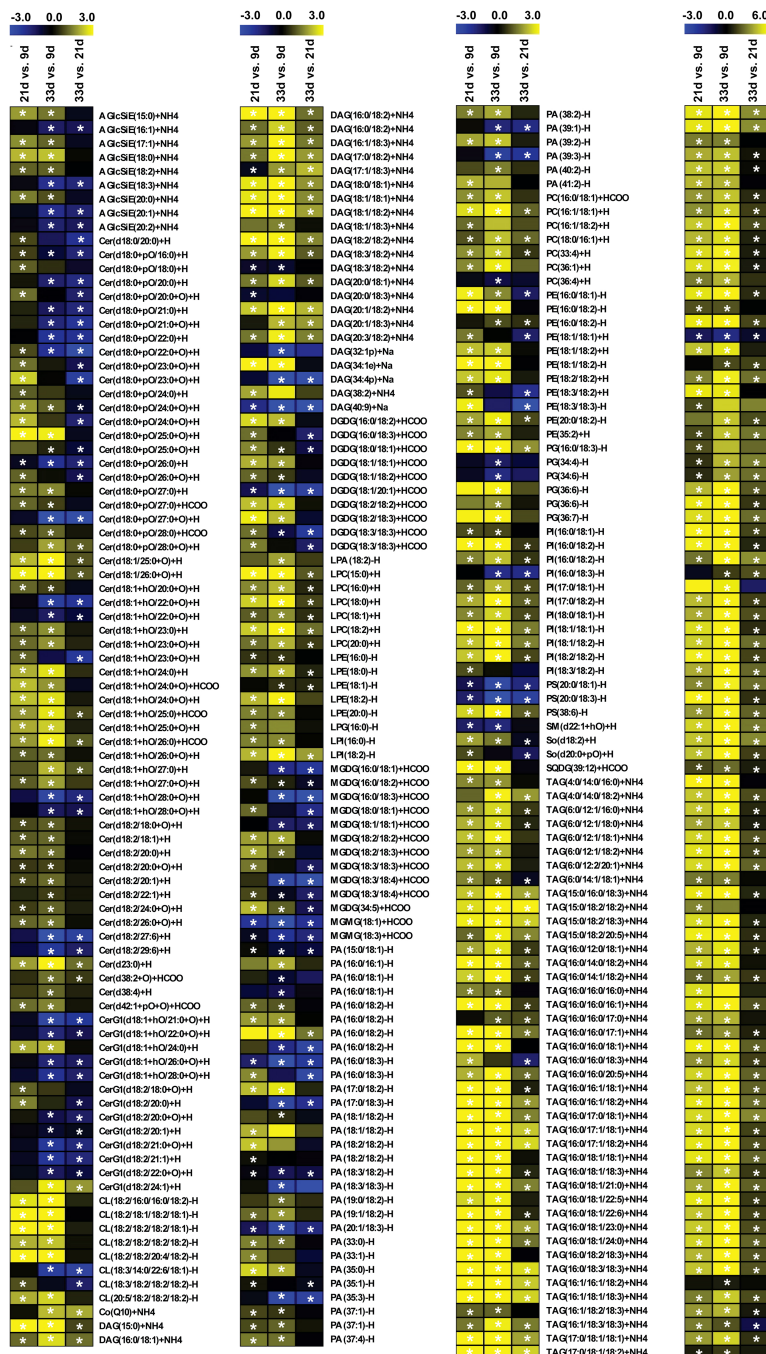 -3.0 0.0 3.0
21d vs. 9d
33d vs. 9d
33d vs. 21d
AGlcSiE(15:0)+NH4
AGlcSiE(16:1)+NH4
AGlcSiE(17:1)+NH4
AGlcSiE(18:0)+NH4
AGlcSiE(18:2)+NH4
AGlcSiE(18:3)+NH4
AGlcSiE(20:0)+NH4
AGlcSiE(20:1)+NH4
AGlcSiE(20:2)+NH4
Cer(d18:0/20:0)+H
Cer(d18:0+pO/16:0)+H
Cer(d18:0+pO/18:0)+H
Cer(d18:0+pO/20:0)+H
Cer(d18:0+pO/20:0+O)+H
Cer(d18:0+pO/21:0)+H
Cer(d18:0+pO/21:0+O)+H
Cer(d18:0+pO/22:0)+H
Cer(d18:0+pO/22:0+O)+H
Cer(d18:0+pO/23:0+O)+H
Cer(d18:0+pO/23:0+O)+H
Cer(d18:0+pO/24:0)+H
Cer(d18:0+pO/24:0+O)+H
Cer(d18:0+pO/24:0+O)+H
Cer(d18:0+pO/25:0+O)+H
Cer(d18:0+pO/25:0+O)+H
Cer(d18:0+pO/26:0)+H
Cer(d18:0+pO/26:0+O)+H
Cer(d18:0+pO/27:0)+H
Cer(d18:0+pO/27:0)+HCOO
Cer(d18:0+pO/27:0+O)+H
Cer(d18:0+pO/28:0)+HCOO
Cer(d18:0+pO/28:0+O)+H
Cer(d18:1/25:0+O)+H
Cer(d18:1/26:0+O)+H
Cer(d18:1+hO/20:0+O)+H
Cer(d18:1+hO/22:0+O)+H
Cer(d18:1+hO/22:0+O)+H
Cer(d18:1+hO/23:0)+H
Cer(d18:1+hO/23:0+O)+H
Cer(d18:1+hO/23:0+O)+H
Cer(d18:1+hO/24:0)+H
Cer(d18:1+hO/24:0+O)+HCOO
Cer(d18:1+hO/24:0+O)+H
Cer(d18:1+hO/25:0)+HCOO
Cer(d18:1+hO/25:0+O)+H
Cer(d18:1+hO/26:0)+HCOO
Cer(d18:1+hO/26:0+O)+H
Cer(d18:1+hO/27:0)+H
Cer(d18:1+hO/27:0+O)+H
Cer(d18:1+hO/28:0+O)+H
Cer(d18:1+hO/28:0+O)+H
Cer(d18:2/18:0+O)+H
Cer(d18:2/18:1)+H
Cer(d18:2/20:0)+H
Cer(d18:2/20:0+O)+H
Cer(d18:2/20:1)+H
Cer(d18:2/22:1)+H
Cer(d18:2/24:0+O)+H
Cer(d18:2/26:0+O)+H
Cer(d18:2/27:6)+H
Cer(d18:2/29:6)+H
Cer(d23:0)+H
Cer(d38:2+O)+HCOO
Cer(d38:4)+H
Cer(d42:1+pO+O)+HCOO
CerG1(d18:1+hO/21:0+O)+H
CerG1(d18:1+hO/22:0+O)+H
CerG1(d18:1+hO/24:0)+H
CerG1(d18:1+hO/26:0+O)+H
CerG1(d18:1+hO/28:0+O)+H
CerG1(d18:2/18:0+O)+H
CerG1(d18:2/20:0)+H
CerG1(d18:2/20:0+O)+H
CerG1(d18:2/20:1)+H
CerG1(d18:2/21:0+O)+H
CerG1(d18:2/21:1)+H
CerG1(d18:2/22:0+O)+H
CerG1(d18:2/24:1)+H
CL(18:2/16:0/16:0/18:2)-H
CL(18:2/18:1/18:2/18:1)-H
CL(18:2/18:2/18:2/18:1)-H
CL(18:2/18:2/18:2/18:2)-H
CL(18:2/18:2/20:4/18:2)-H
CL(18:3/14:0/22:6/18:1)-H
CL(18:3/18:2/18:2/18:1)-H
CL(20:5/18:2/18:2/18:2)-H
Co(Q10)+NH4
DAG(15:0)+NH4
DAG(16:0/18:1)+NH4
-3.0 0.0 3.0
21d vs. 9d
33d vs. 9d
33d vs. 21d
DAG(16:0/18:2)+NH4
DAG(16:0/18:2)+NH4
DAG(16:1/18:3)+NH4
DAG(17:0/18:2)+NH4
DAG(17:1/18:3)+NH4
DAG(18:0/18:1)+NH4
DAG(18:1/18:1)+NH4
DAG(18:1/18:2)+NH4
DAG(18:1/18:3)+NH4
DAG(18:2/18:2)+NH4
DAG(18:3/18:2)+NH4
DAG(18:3/18:2)+NH4
DAG(20:0/18:1)+NH4
DAG(20:0/18:3)+NH4
DAG(20:1/18:2)+NH4
DAG(20:1/18:3)+NH4
DAG(20:3/18:2)+NH4
DAG(32:1p)+Na
DAG(34:1e)+Na
DAG(34:4p)+Na
DAG(38:2)+NH4
DAG(40:9)+Na
DGDG(16:0/18:2)+HCOO
DGDG(16:0/18:3)+HCOO
DGDG(18:0/18:1)+HCOO
DGDG(18:1/18:1)+HCOO
DGDG(18:1/18:2)+HCOO
DGDG(18:1/20:1)+HCOO
DGDG(18:2/18:2)+HCOO
DGDG(18:2/18:3)+HCOO
DGDG(18:3/18:3)+HCOO
DGDG(18:3/18:3)+HCOO
LPA(18:2)-H
LPC(15:0)+H
LPC(16:0)+H
LPC(18:0)+H
LPC(18:1)+H
LPC(18:2)+H
LPC(20:0)+H
LPE(16:0)-H
LPE(18:0)-H
LPE(18:1)-H
LPE(18:2)-H
LPE(20:0)-H
LPG(16:0)-H
LPI(16:0)-H
LPI(18:2)-H
MGDG(16:0/18:1)+HCOO
MGDG(16:0/18:2)+HCOO
MGDG(16:0/18:3)+HCOO
MGDG(18:0/18:1)+HCOO
MGDG(18:1/18:1)+HCOO
MGDG(18:2/18:2)+HCOO
MGDG(18:2/18:3)+HCOO
MGDG(18:3/18:3)+HCOO
MGDG(18:3/18:4)+HCOO
MGDG(18:3/18:4)+HCOO
MGDG(34:5)+HCOO
MGMG(18:1)+HCOO
MGMG(18:3)+HCOO
PA(15:0/18:1)-H
PA(16:0/16:1)-H
PA(16:0/18:1)-H
PA(16:0/18:1)-H
PA(16:0/18:2)-H
PA(16:0/18:2)-H
PA(16:0/18:2)-H
PA(16:0/18:2)-H
PA(16:0/18:3)-H
PA(16:0/18:3)-H
PA(17:0/18:2)-H
PA(17:0/18:3)-H
PA(18:1/18:2)-H
PA(18:1/18:2)-H
PA(18:2/18:2)-H
PA(18:2/18:2)-H
PA(18:3/18:2)-H
PA(18:3/18:3)-H
PA(19:0/18:2)-H
PA(19:1/18:2)-H
PA(20:1/18:3)-H
PA(33:0)-H
PA(33:1)-H
PA(35:0)-H
PA(35:1)-H
PA(35:3)-H
PA(37:1)-H
PA(37:1)-H
PA(37:4)-H
-3.0 0.0 3.0
21d vs. 9d
33d vs. 9d
33d vs. 21d
PA(38:2)-H
PA(39:1)-H
PA(39:2)-H
PA(39:3)-H
PA(40:2)-H
PA(41:2)-H
PC(16:0/18:1)+HCOO
PC(16:1/18:1)+H
PC(16:1/18:2)+H
PC(18:0/16:1)+H
PC(33:4)+H
PC(36:1)+H
PC(36:4)+H
PE(16:0/18:1)-H
PE(16:0/18:2)-H
PE(16:0/18:2)-H
PE(18:1/18:1)+H
PE(18:1/18:2)+H
PE(18:1/18:2)-H
PE(18:2/18:2)+H
PE(18:3/18:2)+H
PE(18:3/18:3)-H
PE(20:0/18:2)-H
PE(35:2)+H
PG(16:0/18:3)-H
PG(34:4)-H
PG(34:6)-H
PG(36:6)-H
PG(36:6)-H
PG(36:7)-H
PI(16:0/18:1)-H
PI(16:0/18:2)-H
PI(16:0/18:2)-H
PI(16:0/18:3)-H
PI(17:0/18:1)-H
PI(17:0/18:2)-H
PI(18:0/18:1)-H
PI(18:1/18:1)-H
PI(18:1/18:2)-H
PI(18:2/18:2)-H
PI(18:3/18:2)-H
PS(20:0/18:1)-H
PS(20:0/18:3)-H
PS(38:6)-H
SM(d22:1+hO)+H
So(d18:2)+H
So(d20:0+pO)+H
SQDG(39:12)+HCOO
TAG(4:0/14:0/16:0)+NH4
TAG(4:0/14:0/18:2)+NH4
TAG(6:0/12:1/16:0)+NH4
TAG(6:0/12:1/18:0)+NH4
TAG(6:0/12:1/18:1)+NH4
TAG(6:0/12:1/18:2)+NH4
TAG(6:0/12:2/20:1)+NH4
TAG(6:0/14:1/18:1)+NH4
TAG(15:0/16:0/18:3)+NH4
TAG(15:0/18:2/18:2)+NH4
TAG(15:0/18:2/18:3)+NH4
TAG(15:0/18:2/20:5)+NH4
TAG(16:0/12:0/18:1)+NH4
TAG(16:0/14:0/18:2)+NH4
TAG(16:0/14:1/18:2)+NH4
TAG(16:0/16:0/16:0)+NH4
TAG(16:0/16:0/16:1)+NH4
TAG(16:0/16:0/17:0)+NH4
TAG(16:0/16:0/17:1)+NH4
TAG(16:0/16:0/18:1)+NH4
TAG(16:0/16:0/18:3)+NH4
TAG(16:0/16:0/20:5)+NH4
TAG(16:0/16:1/18:1)+NH4
TAG(16:0/16:1/18:2)+NH4
TAG(16:0/17:0/18:1)+NH4
TAG(16:0/17:1/18:1)+NH4
TAG(16:0/17:1/18:2)+NH4
TAG(16:0/18:1/18:1)+NH4
TAG(16:0/18:1/18:3)+NH4
TAG(16:0/18:1/21:0)+NH4
TAG(16:0/18:1/22:5)+NH4
TAG(16:0/18:1/22:6)+NH4
TAG(16:0/18:1/23:0)+NH4
TAG(16:0/18:1/24:0)+NH4
TAG(16:0/18:2/18:3)+NH4
TAG(16:0/18:3/18:3)+NH4
TAG(16:1/16:1/18:2)+NH4
TAG(16:1/18:1/18:2)+NH4
TAG(16:1/18:2/18:3)+NH4
TAG(16:1/18:3/18:3)+NH4
TAG(17:0/18:1/18:1)+NH4
TAG(17:0/18:1/18:2)+NH4
-3.0 0.0 6.0
21d vs. 9d
33d vs. 9d
33d vs. 21d